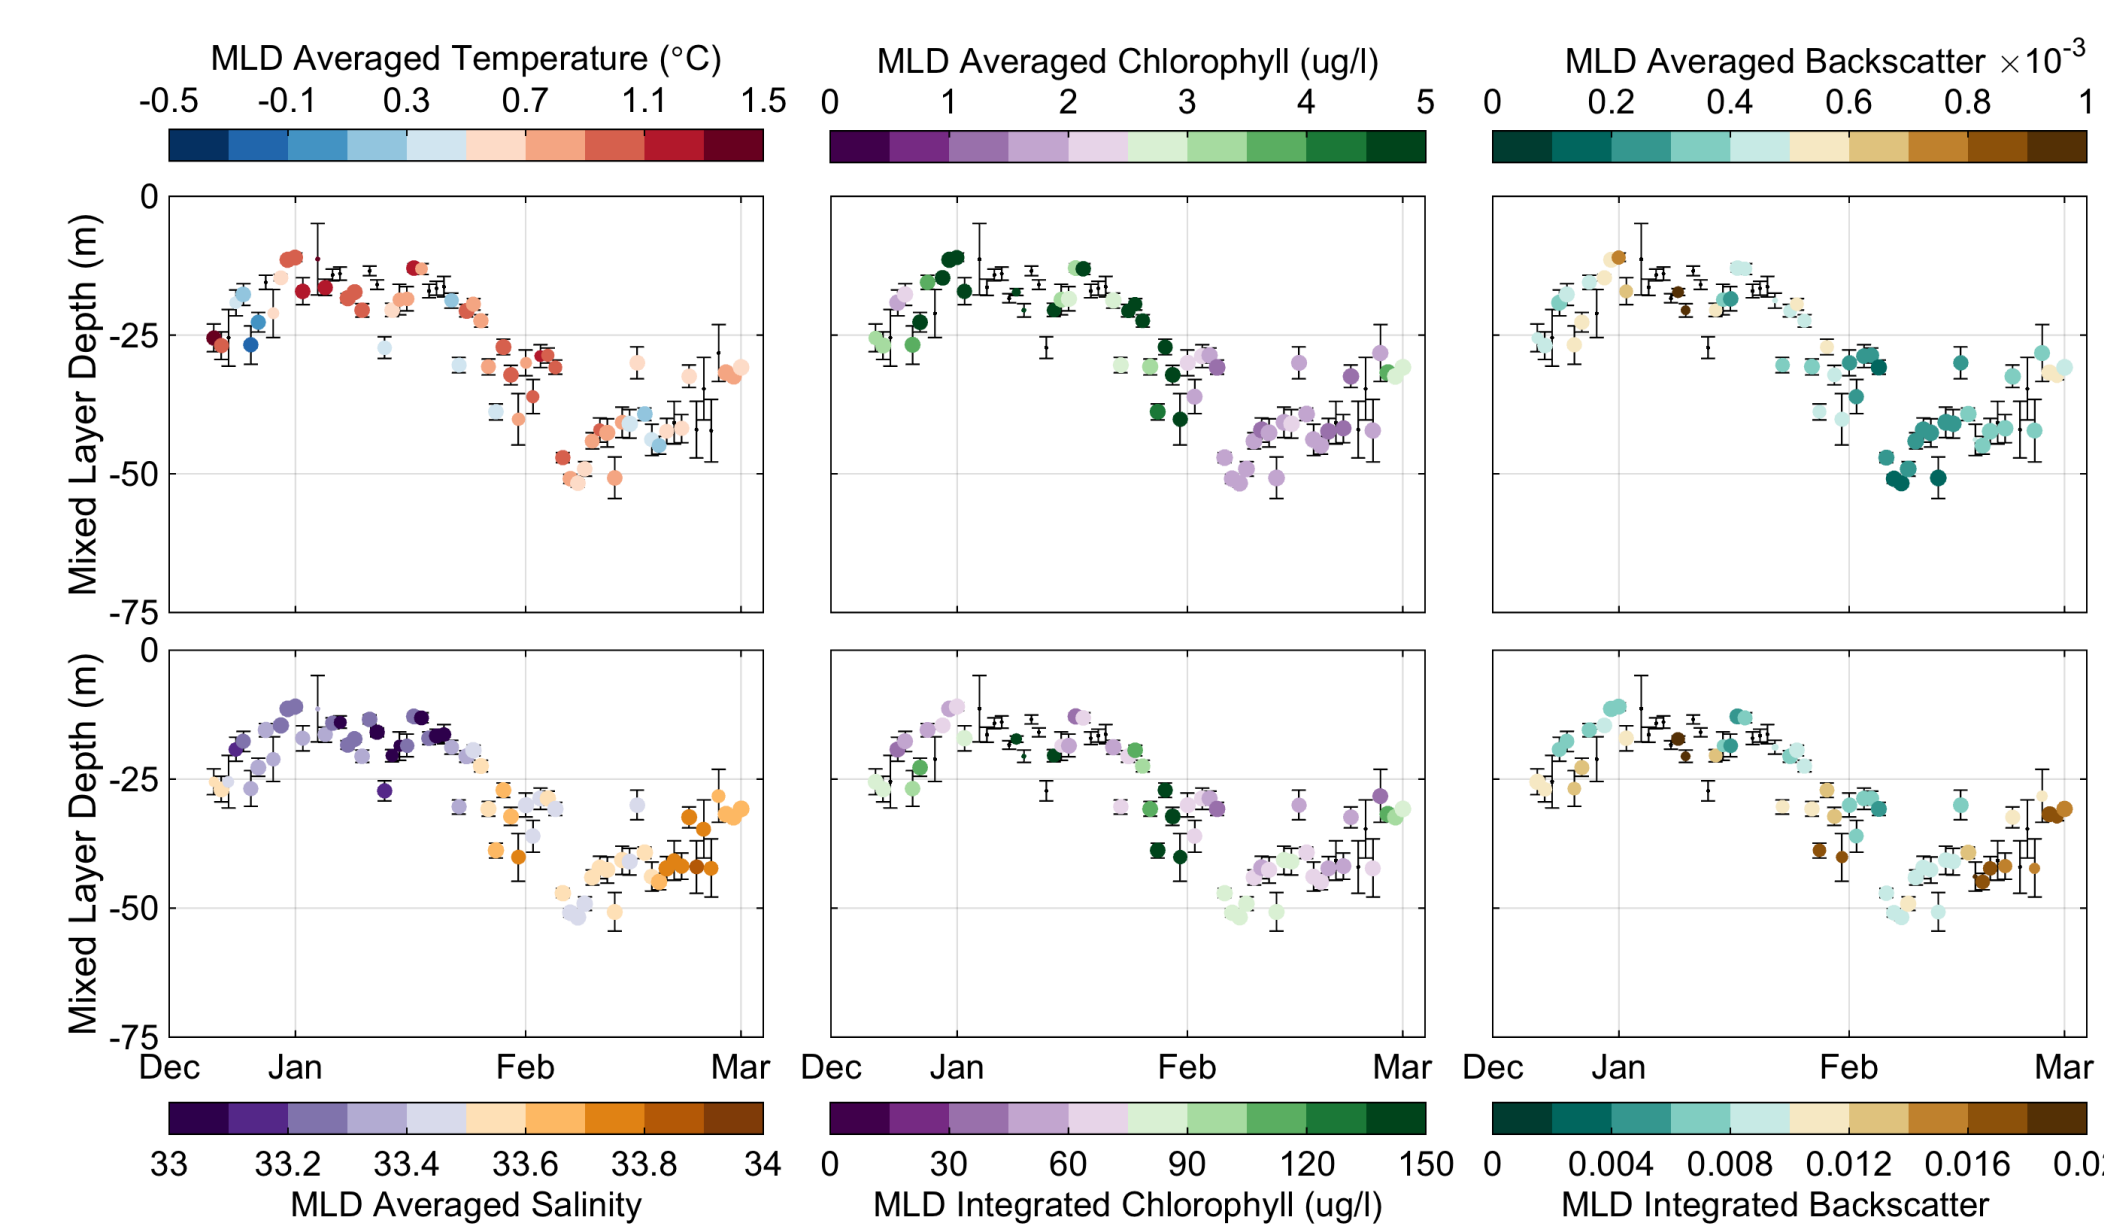 MLD Averaged Temperature (°C)
-0.5 -0.1 0.3 0.7 1.1 1.5
MLD Averaged Chlorophyll (ug/l)
0 1 2 3 4 5
MLD Averaged Backscatter ×10-3
0 0.2 0.4 0.6 0.8 1
Mixed Layer Depth (m)
0
-25
-50
-75
Mixed Layer Depth (m)
0
-25
-50
-75
Dec Jan Feb Mar
Dec Jan Feb Mar
Dec Jan Feb Mar
33 33.2 33.4 33.6 33.8 34
MLD Averaged Salinity
0 30 60 90 120 150
MLD Integrated Chlorophyll (ug/l)
0 0.004 0.008 0.012 0.016
MLD Integrated Backscatter